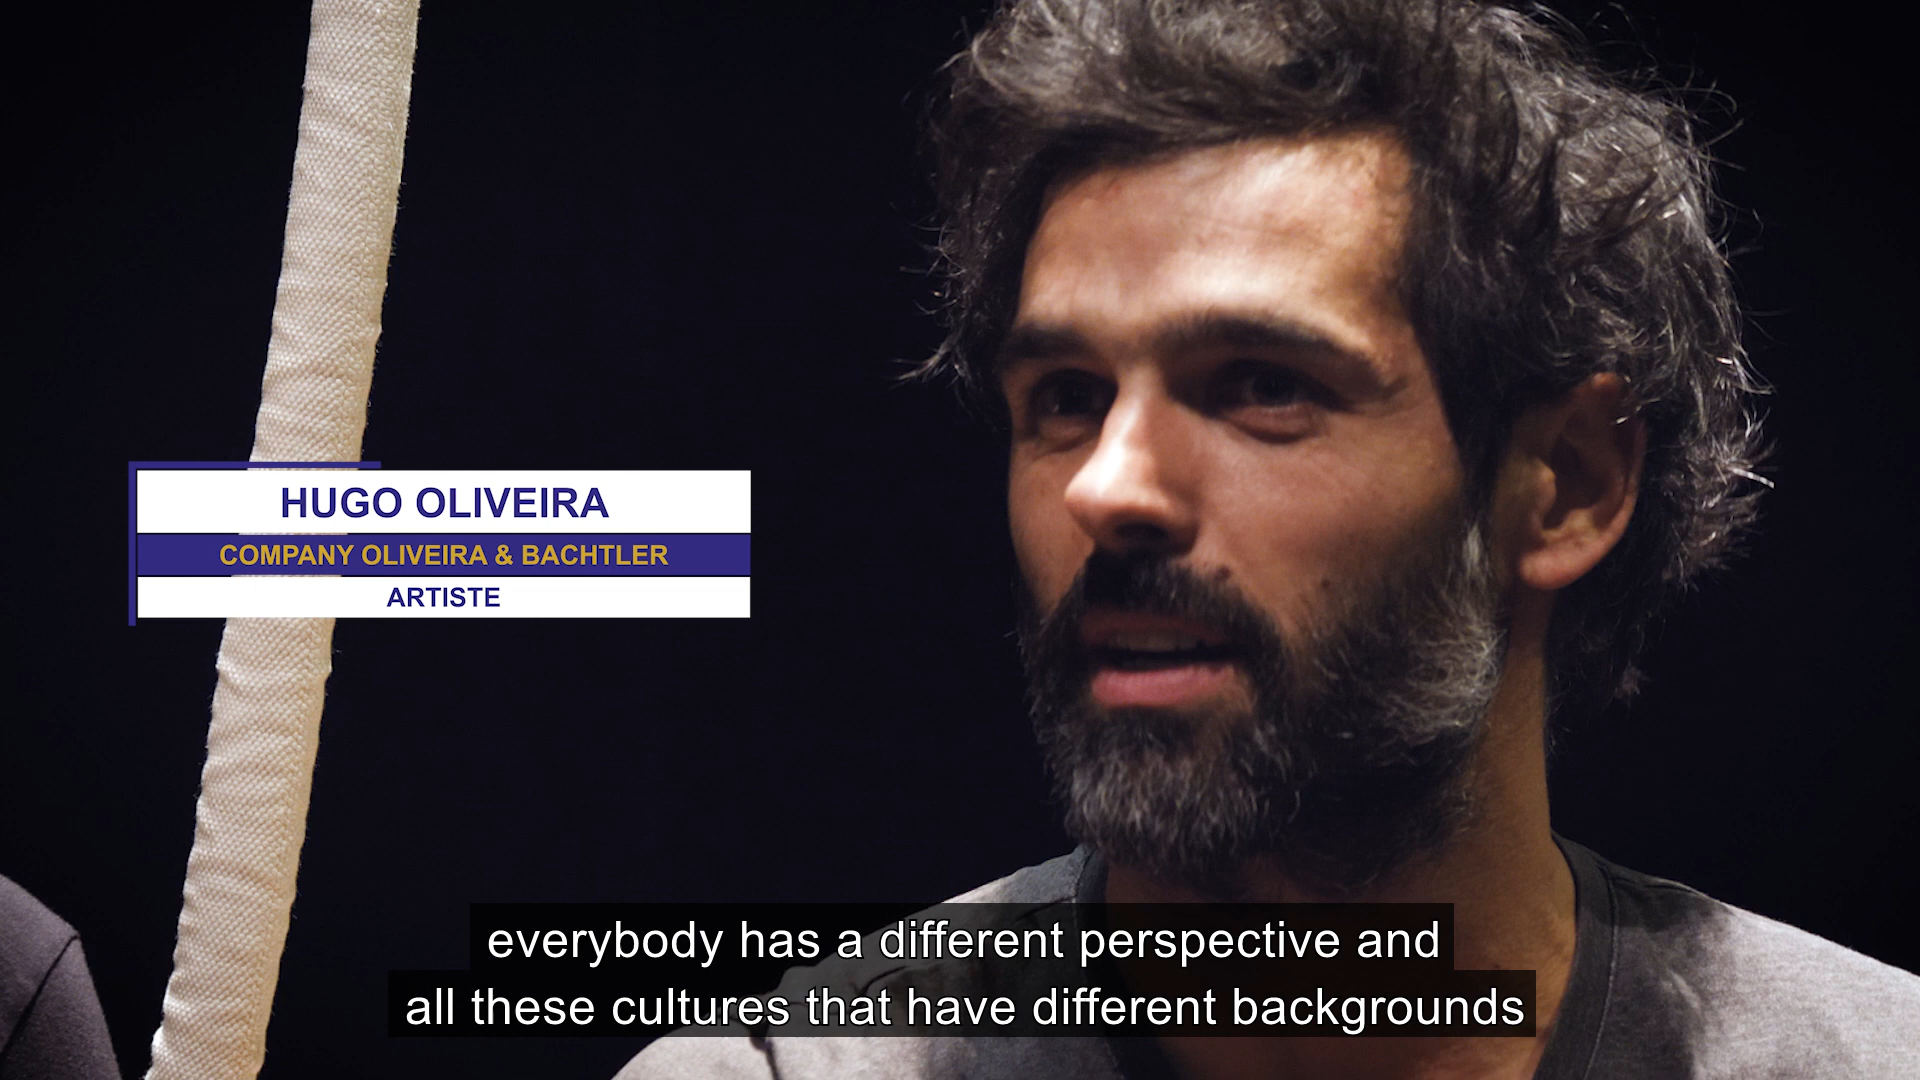 HUGO OLIVEIRA
COMPANY OLIVEIRA & BACHTLER
ARTISTE
everybody has a different perspective and
all these cultures that have different backgrounds